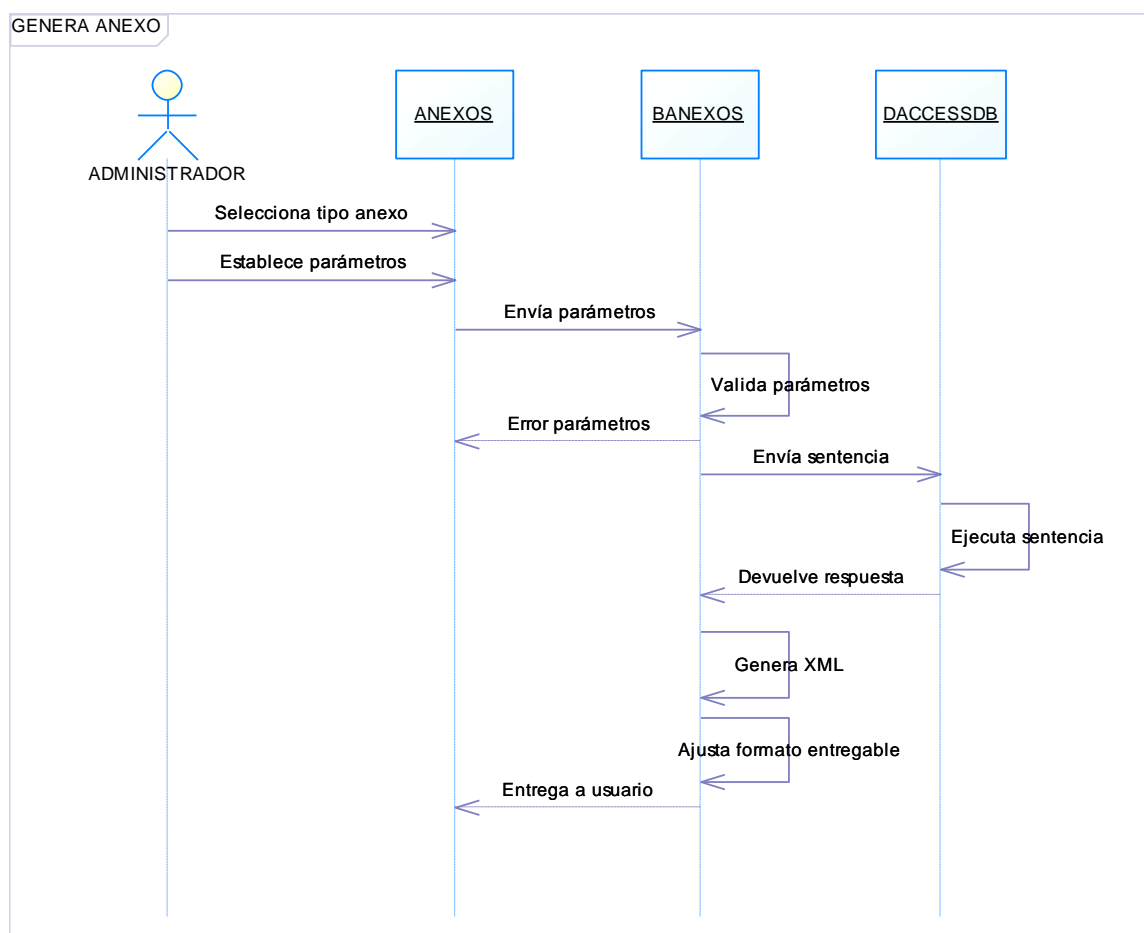 GENERA ANEXO
ADMINISTRADOR
ANEXOS
BANEXOS
DACCESSDB
Selecciona tipo anexo
Establece parámetros
Envía parámetros
Valida parámetros
Error parámetros
Envía sentencia
Ejecuta sentencia
Devuelve respuesta
Genera XML
Ajusta formato entregable
Entrega a usuario